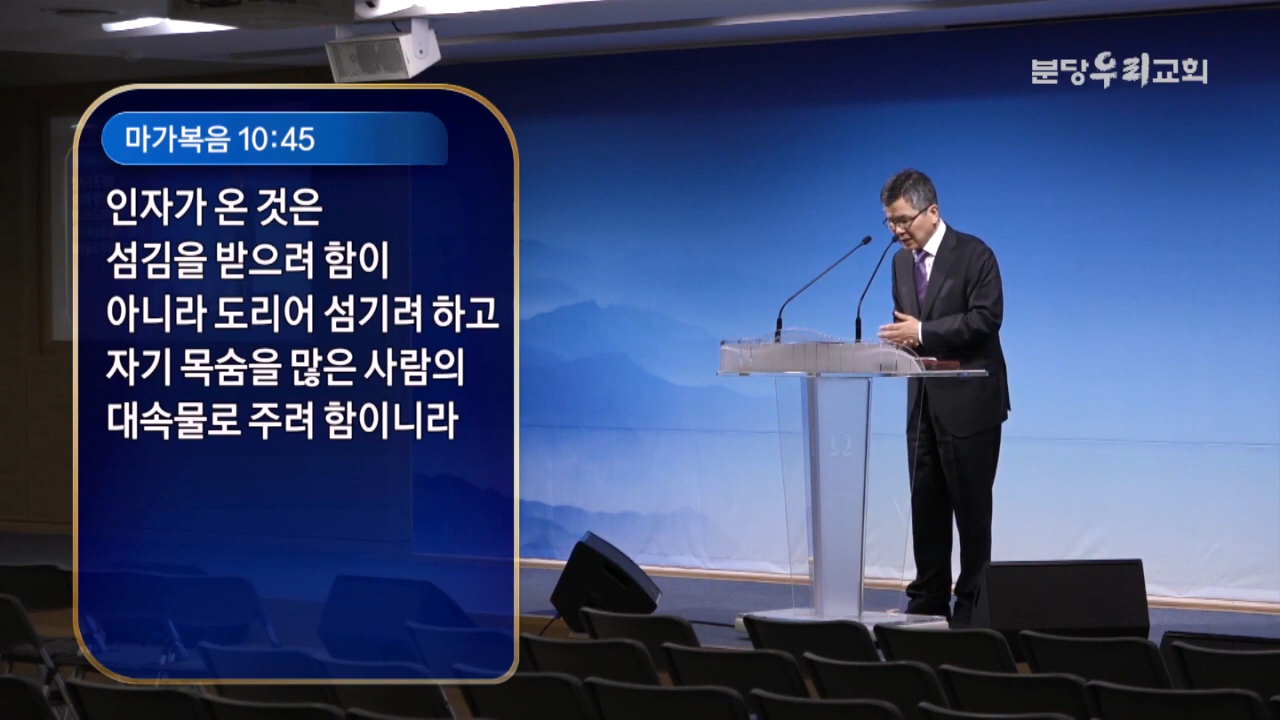 분당우리교회
마가복음 10:45
인자가 온 것은
섬김을 받으려 함이
아니라 도리어 섬기려 하고
자기 목숨을 많은 사람의
대속물로 주려 함이니라